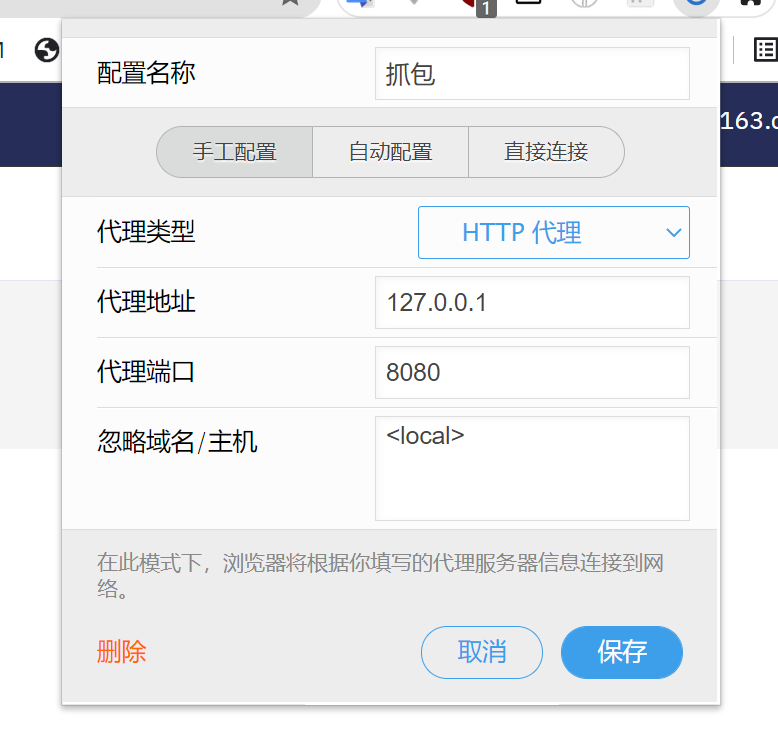 1
配置名称
抓包
手工配置
自动配置
直接连接
163.
代理类型
HTTP 代理
代理地址
127.0.0.1
代理端口
8080
忽略域名/主机
<local>
在此模式下，浏览器将根据你填写的代理服务器信息连接到网
络。
删除
取消
保存